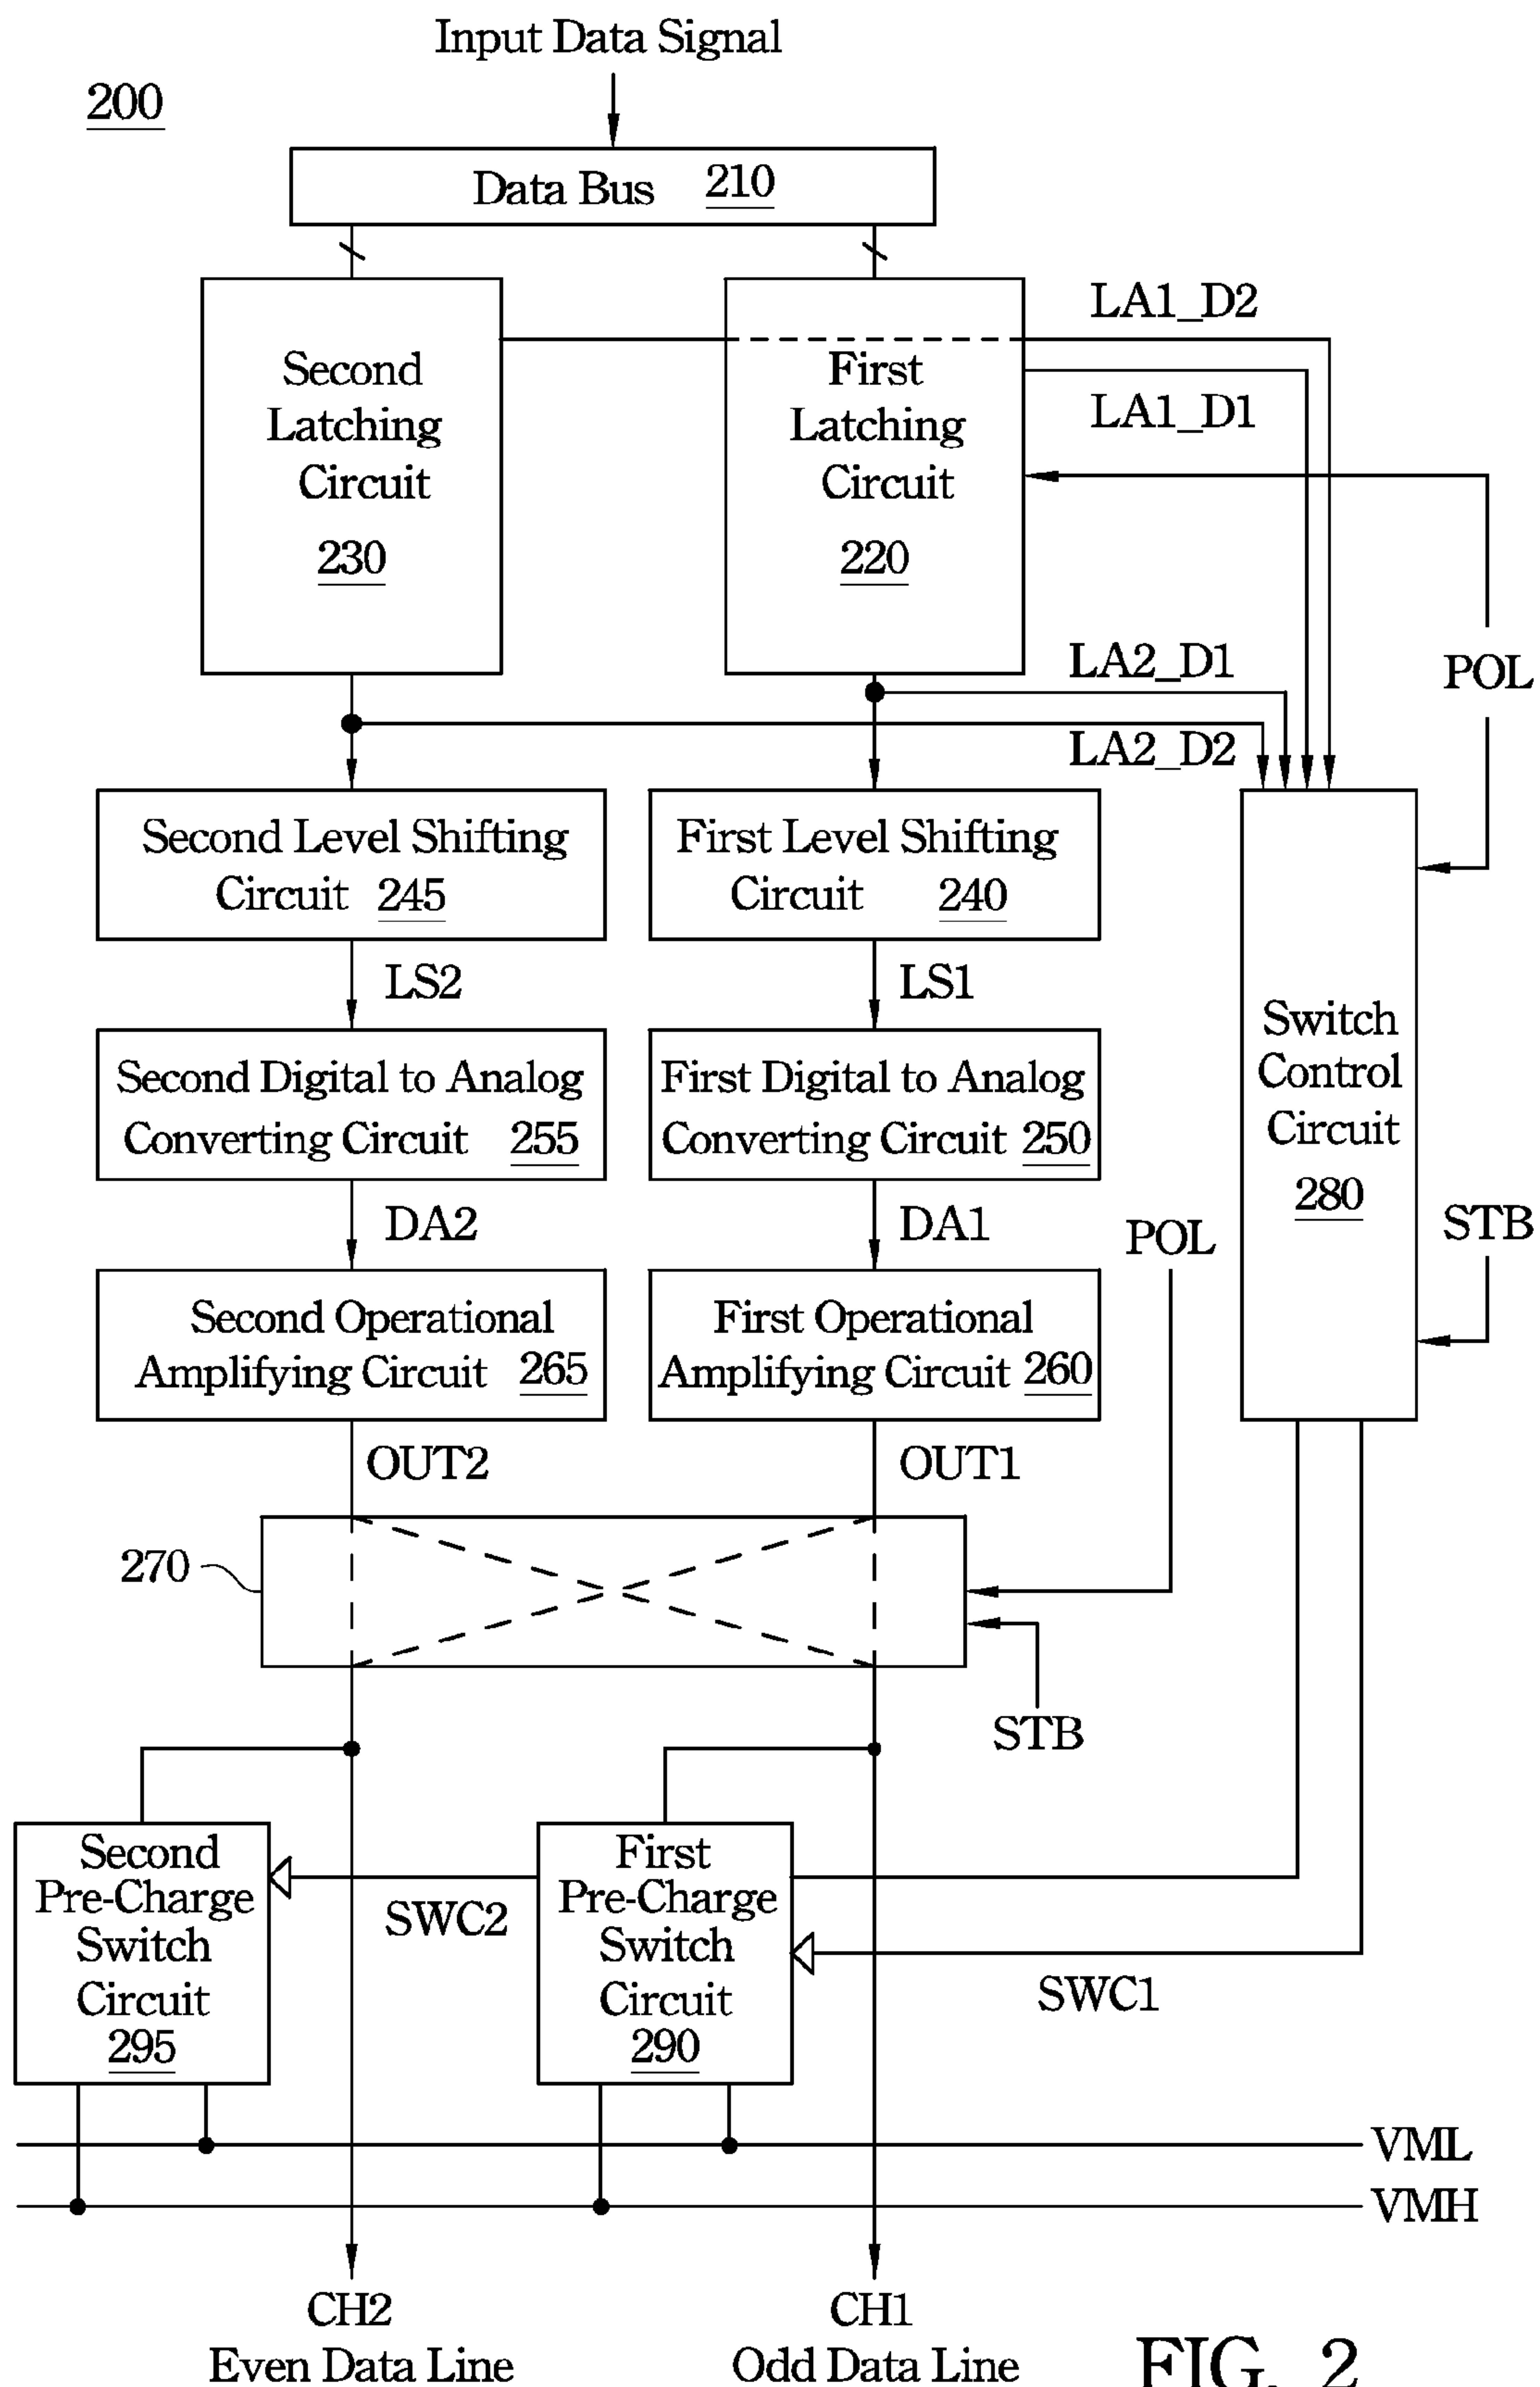 Input Data Signal
200
Data Bus 210
LA1_D2
Second
Latching
Circuit
230
First
Latching
Circuit
220
LA1_D1
LA2_D1
POL
LA2_D2
Second Level Shifting
Circuit 245
First Level Shifting
Circuit 240
LS2
LS1
Switch
Control
Circuit
280
Second Digital to Analog
Converting Circuit 255
First Digital to Analog
Converting Circuit 250
DA2
DA1
POL
STB
Second Operational
Amplifying Circuit 265
First Operational
Amplifying Circuit 260
OUT2
OUT1
270
STB
Second
Pre-Charge
Switch
Circuit
295
SWC2
First
Pre-Charge
Switch
Circuit
290
SWC1
VML
VMH
CH2
Even Data Line
CH1
Odd Data Line
FIG. 2